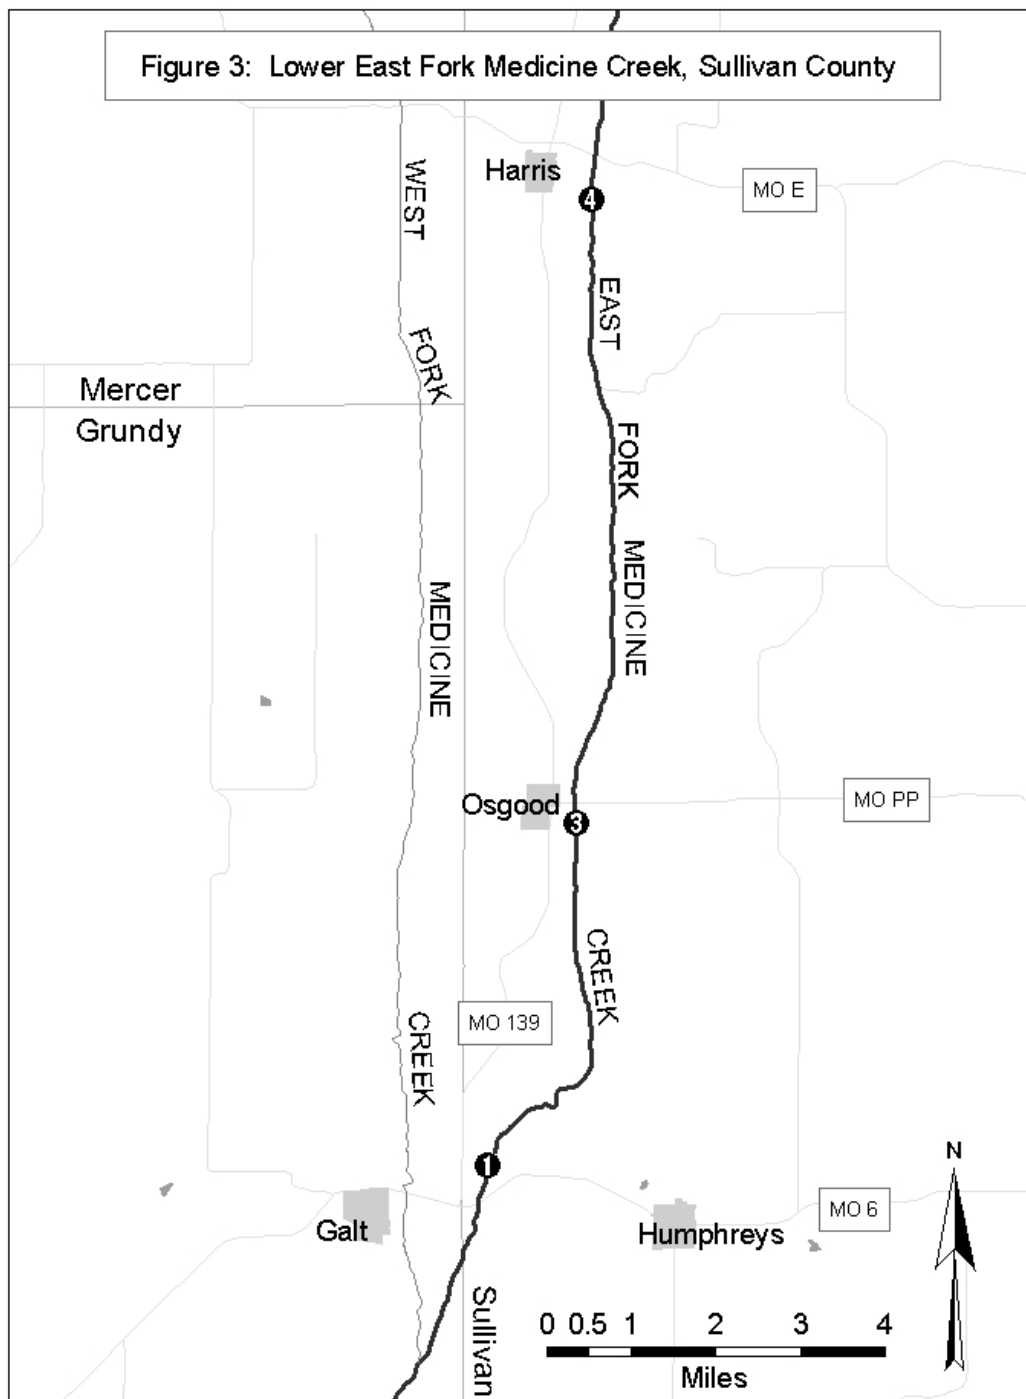 Figure 3: Lower East Fork Medicine Creek, Sullivan County
Harris
MO E
4
WEST
FORK
MEDICINE
CREEK
EAST
FORK
MEDICINE
CREEK
Mercer
Grundy
Osgood
MO PP
3
MO 139
1
N
Galt
Humphreys
MO 6
Sullivan
0 0.5 1 2 3 4
Miles